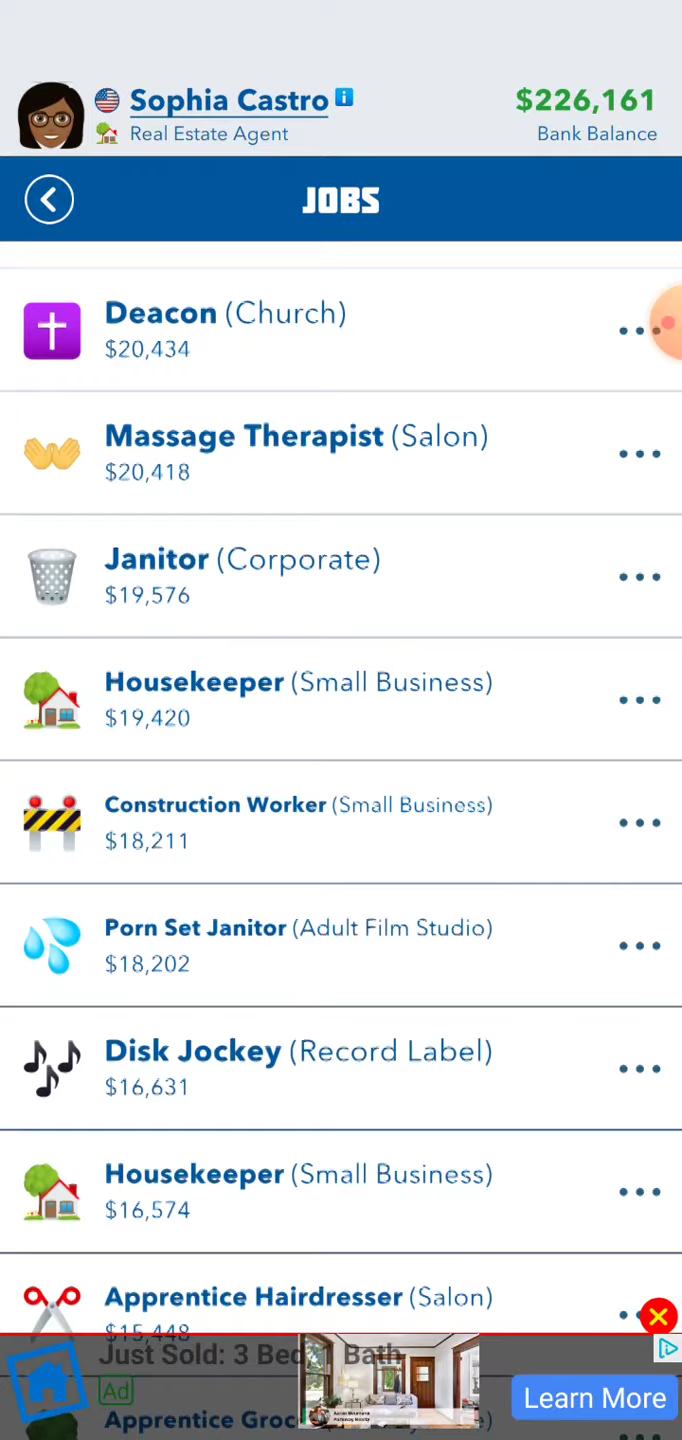 Sophia Castro
$226,161
Real Estate Agent
Bank Balance
JOBS
Deacon (Church)
$20,434
Massage Therapist (Salon)
$20,418
Janitor (Corporate)
$19,576
Housekeeper (Small Business)
$19,420
Construction Worker (Small Business)
$18,211
Porn Set Janitor (Adult Film Studio)
$18,202
Disk Jockey (Record Label)
$16,631
Housekeeper (Small Business)
$16,574
Apprentice Hairdresser (Salon)
$15,448
Just Sold: 3 Bed Bath
Ad
Learn More
Apprentice